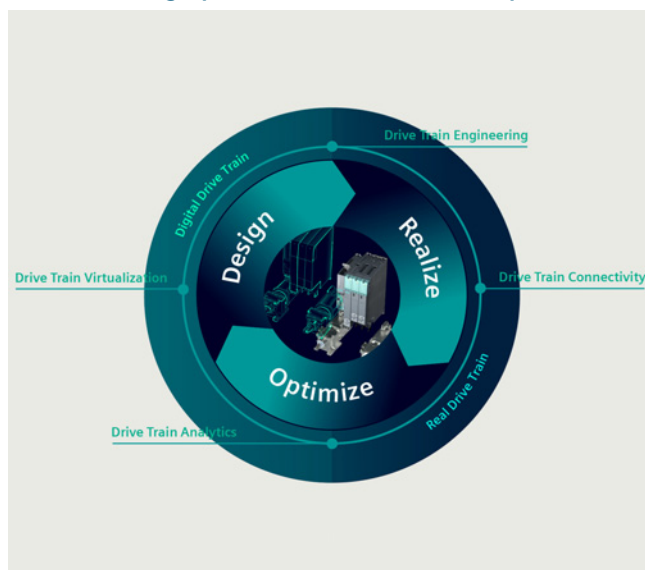 Drive Train Engineering
Digital Drive Train
Design
Realize
Drive Train Virtualization
Drive Train Connectivity
Optimize
Real Drive Train
Drive Train Analytics